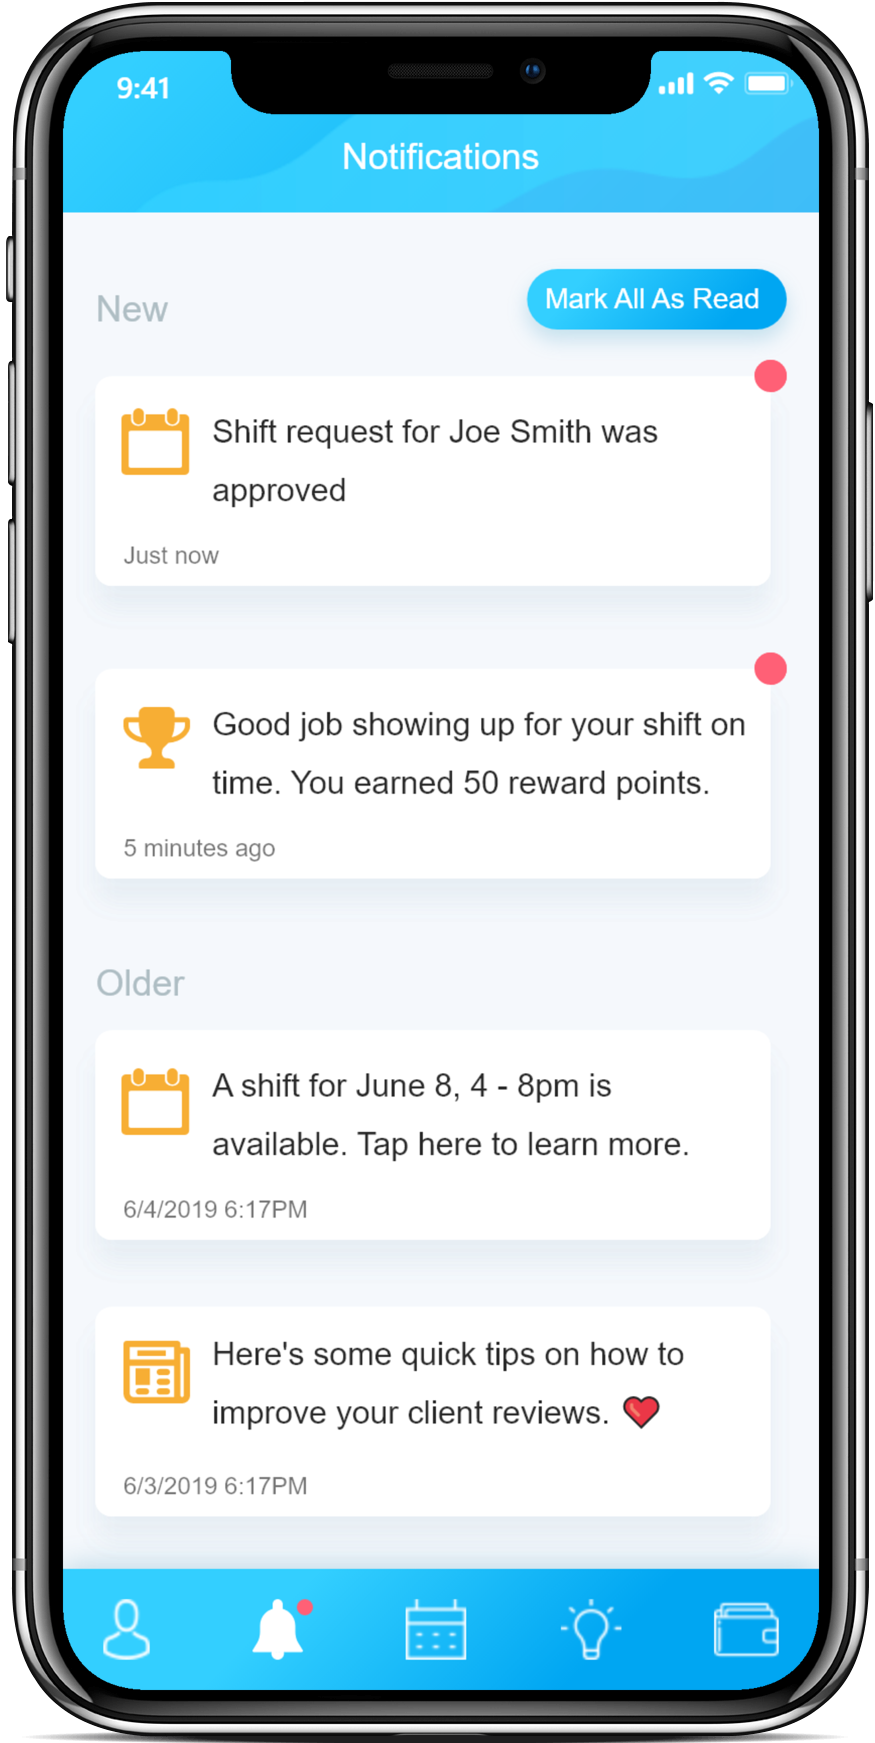 9:41
Notifications
New
Mark All As Read
Shift request for Joe Smith was
approved
Just now
Good job showing up for your shift on
time. You earned 50 reward points.
5 minutes ago
Older
A shift for June 8, 4 - 8pm is
available. Tap here to learn more.
6/4/2019 6:17PM
Here's some quick tips on how to
improve your client reviews. ❤️
6/3/2019 6:17PM